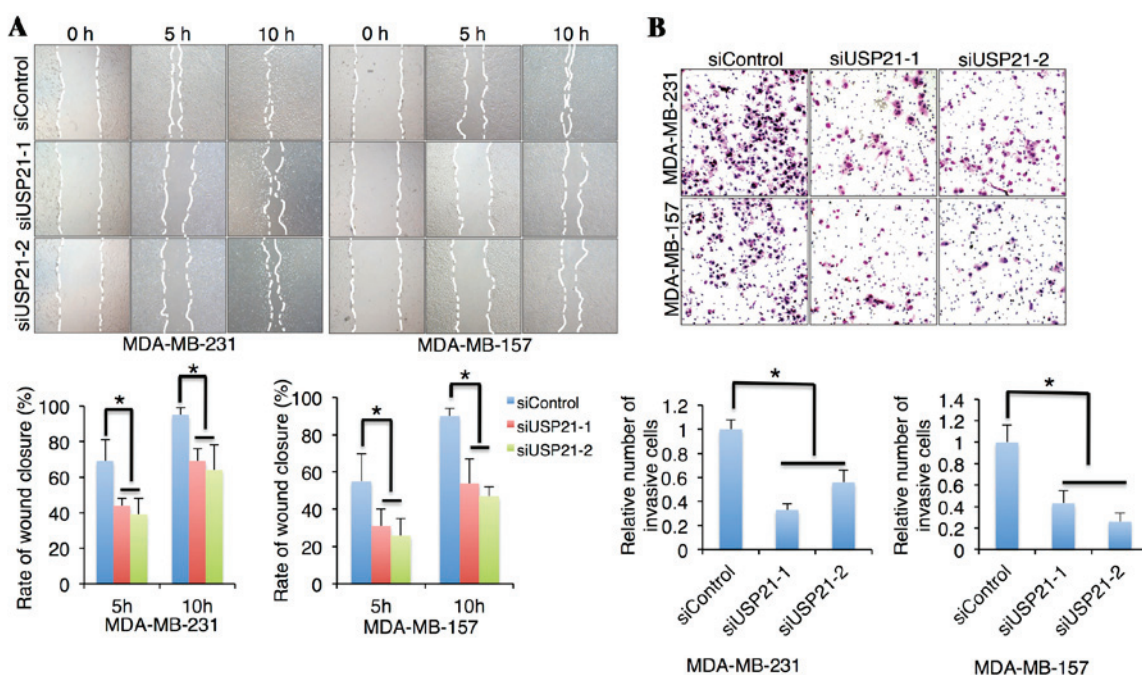 A
0 h 5 h 10 h 0 h 5 h 10 h
siControl
siUSP21-1
siUSP21-2
MDA-MB-231 MDA-MB-157
Rate of wound closure (%)
100
80
60
40
20
0
*
*
5h 10h
MDA-MB-231
Rate of wound closure (%)
100
80
60
40
20
0
*
*
5h 10h
MDA-MB-157
siControl
siUSP21-1
siUSP21-2
B
siControl siUSP21-1 siUSP21-2
MDA-MB-231
MDA-MB-157
Relative number of
invasive cells
1.2
1
0.8
0.6
0.4
0.2
0
*
siControl
siUSP21-1
siUSP21-2
MDA-MB-231
Relative number of
invasive cells
1.4
1.2
1
0.8
0.6
0.4
0.2
0
*
siControl
siUSP21-1
siUSP21-2
MDA-MB-157